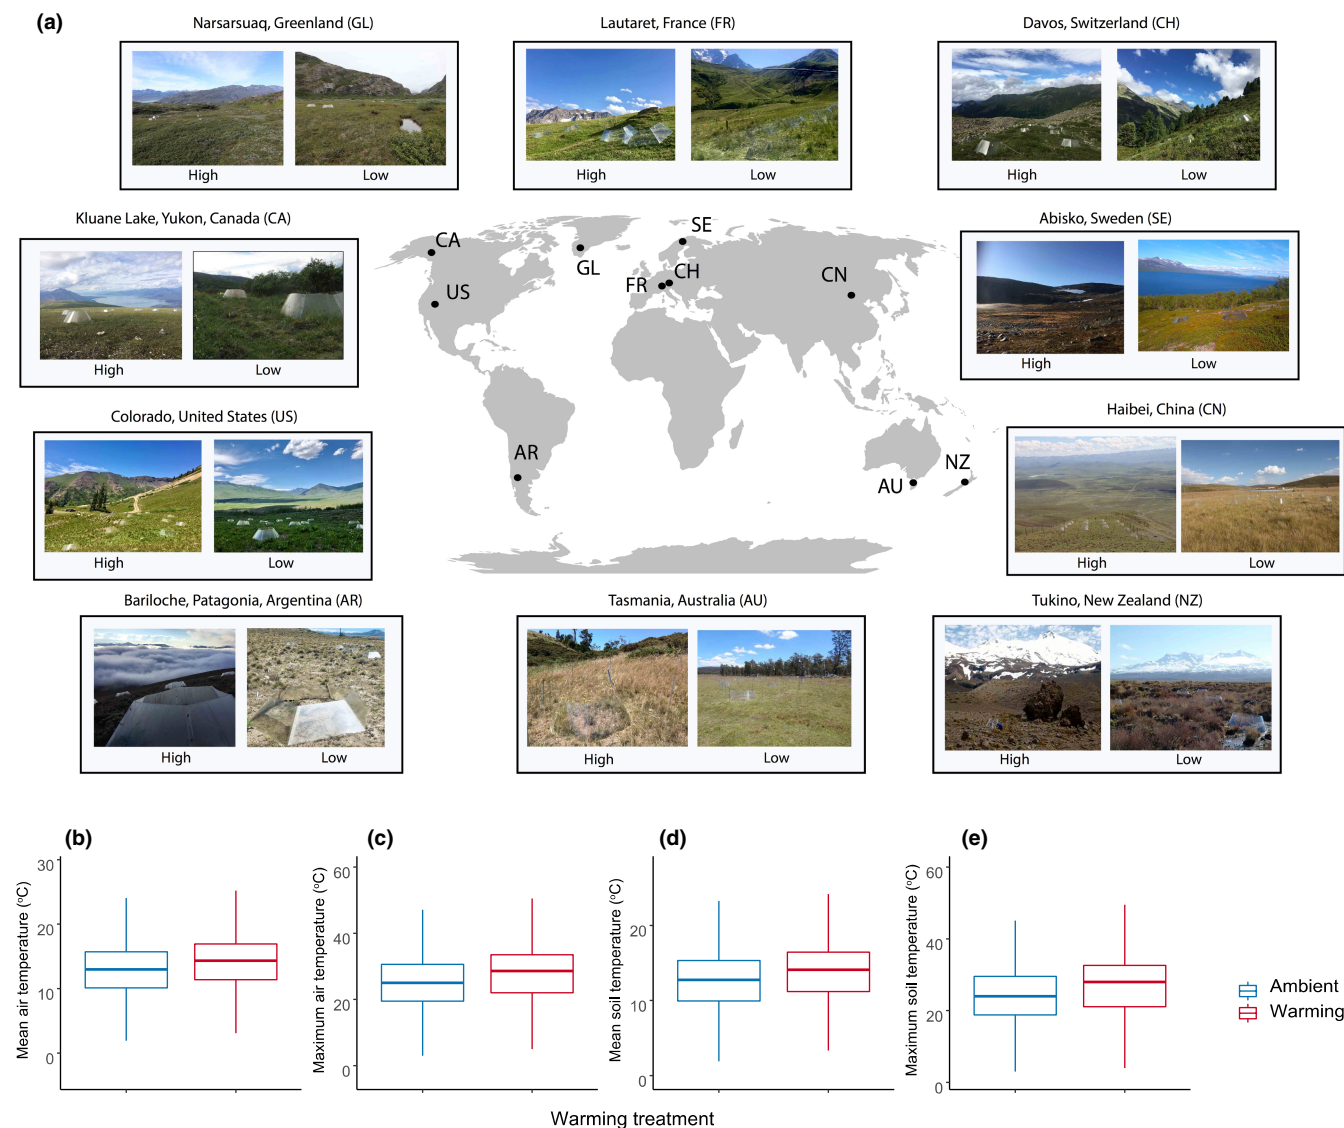 (a)
Narsarsuaq, Greenland (GL)
High
Low
Lautaret, France (FR)
High
Low
Davos, Switzerland (CH)
High
Low
Kluane Lake, Yukon, Canada (CA)
High
Low
CA
US
GL
SE
FR
CH
CN
AR
AU
NZ
Abisko, Sweden (SE)
High
Low
Colorado, United States (US)
High
Low
Haibei, China (CN)
High
Low
Bariloche, Patagonia, Argentina (AR)
High
Low
Tasmania, Australia (AU)
High
Low
Tukino, New Zealand (NZ)
High
Low
(b)
Mean air temperature (°C)
30
20
10
0
(c)
Maximum air temperature (°C)
60
40
20
0
(d)
Mean soil temperature (°C)
20
10
0
(e)
Maximum soil temperature (°C)
60
40
20
0
Ambient
Warming
Warming treatment